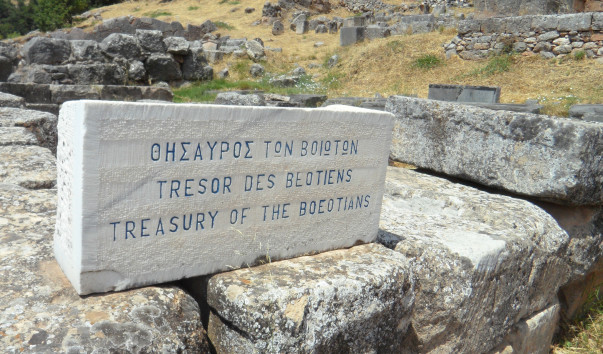 ΘΗΣΑΥΡΟΣ ΤΩΝ ΒΟΙΩΤΩΝ
TRESOR DES BEOTIENS
TREASURY OF THE BOEOTIANS